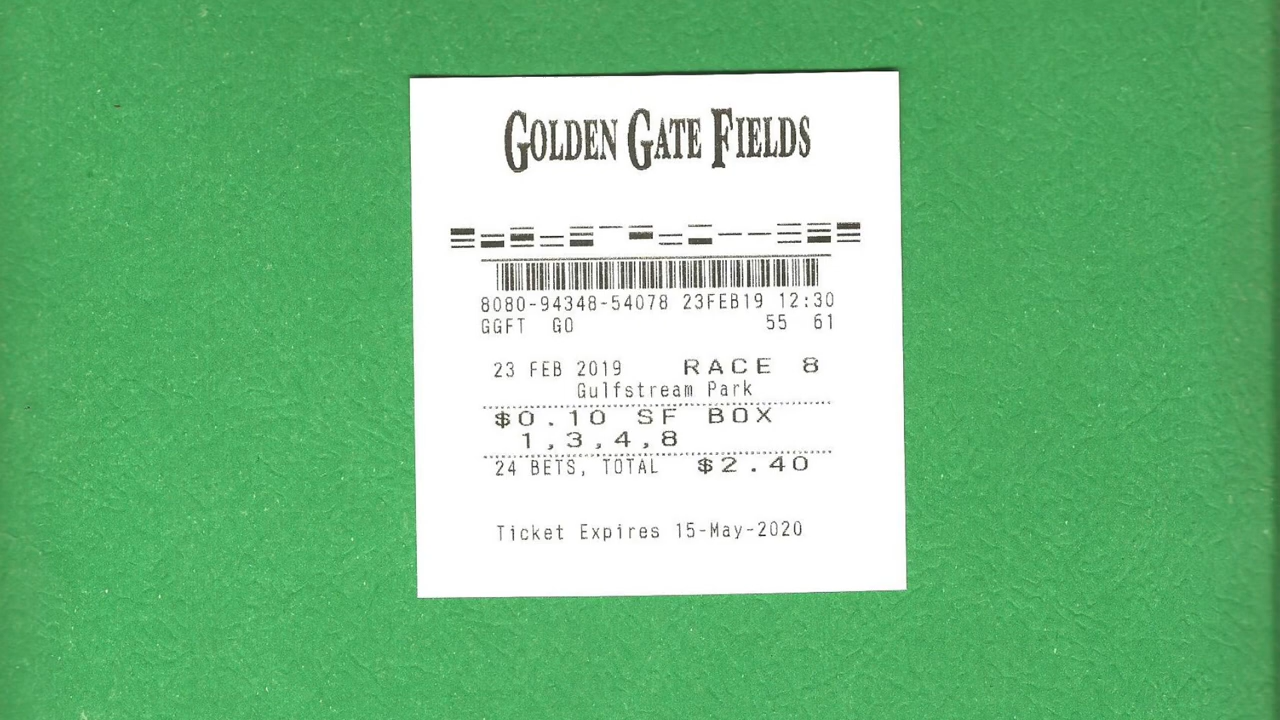 GOLDEN GATE FIELDS
8080-94348-54078 23FEB19 12:30
GGFT GO 55 61
23 FEB 2019 RACE 8
Gulfstream Park
$0.10 SF BOX
1,3,4,8
24 BETS, TOTAL $2.40
Ticket Expires 15-May-2020